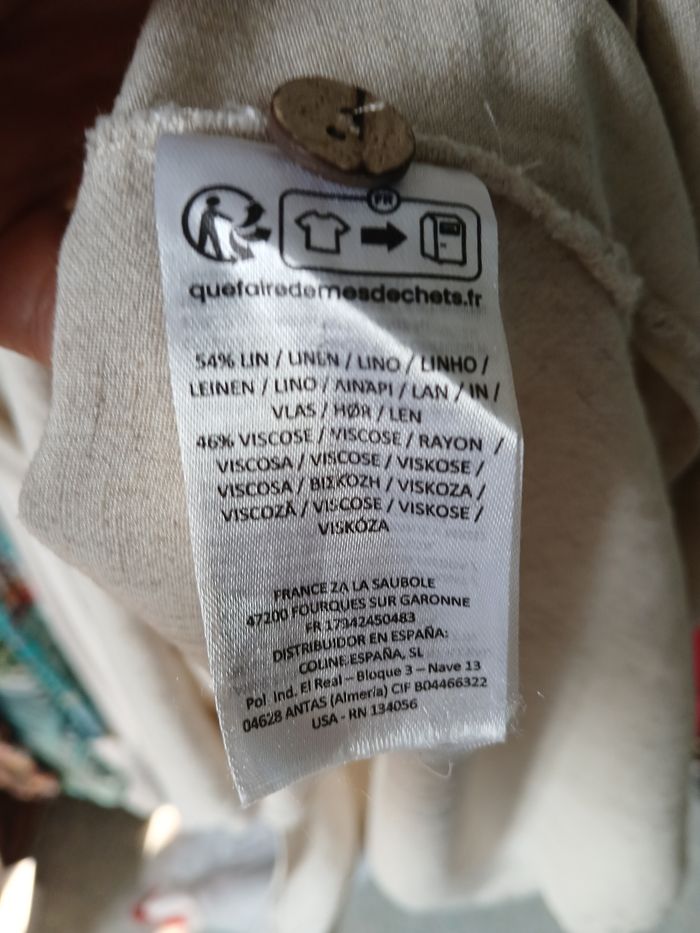 FR
quefairedemesdechets.fr
54% LIN / LINEN / LINO / LINHO /
LEINEN / LINO / ΛΙΝΑΡΙ / LAN / IN /
VLAS / HØR / LEN
46% VISCOSE / VISCOSE / RAYON /
VISCOSA / VISCOSE / VISKOSE /
VISCOSA / ΒΙΣΚΟΖΗ / VISKOZA /
VISCOZĂ / VISCOSE / VISKOSE /
VISKOZA
FRANCE ZA LA SAUBOLE
47200 FOURQUES SUR GARONNE
FR 17342450483
DISTRIBUIDOR EN ESPAÑA:
COLINE ESPAÑA, SL
Pol. Ind. El Real – Bloque 3 – Nave 13
04628 ANTAS (Almería) CIF B04466322
USA - RN 134056